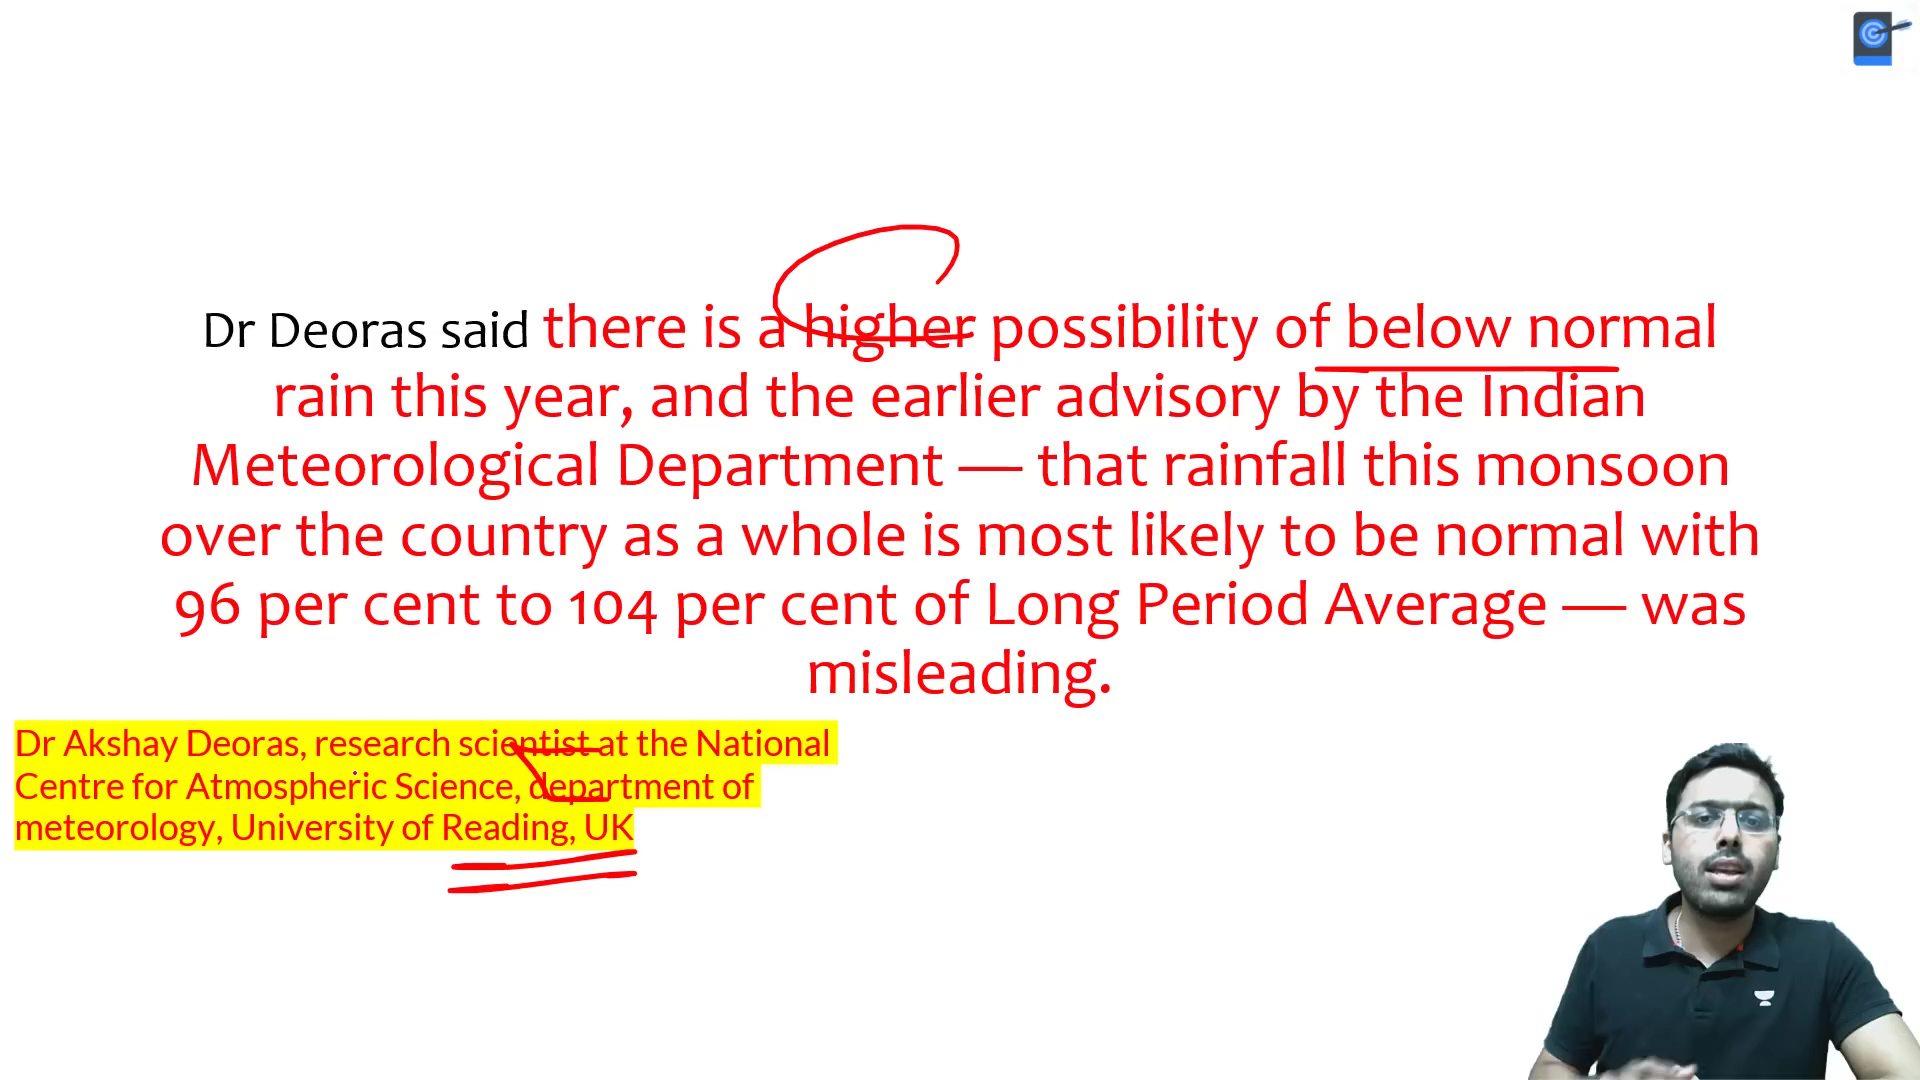 Dr Deoras said there is a higher possibility of below normal
rain this year, and the earlier advisory by the Indian
Meteorological Department — that rainfall this monsoon
over the country as a whole is most likely to be normal with
96 per cent to 104 per cent of Long Period Average — was
misleading.
Dr Akshay Deoras, research scientist at the National
Centre for Atmospheric Science, department of
meteorology, University of Reading, UK